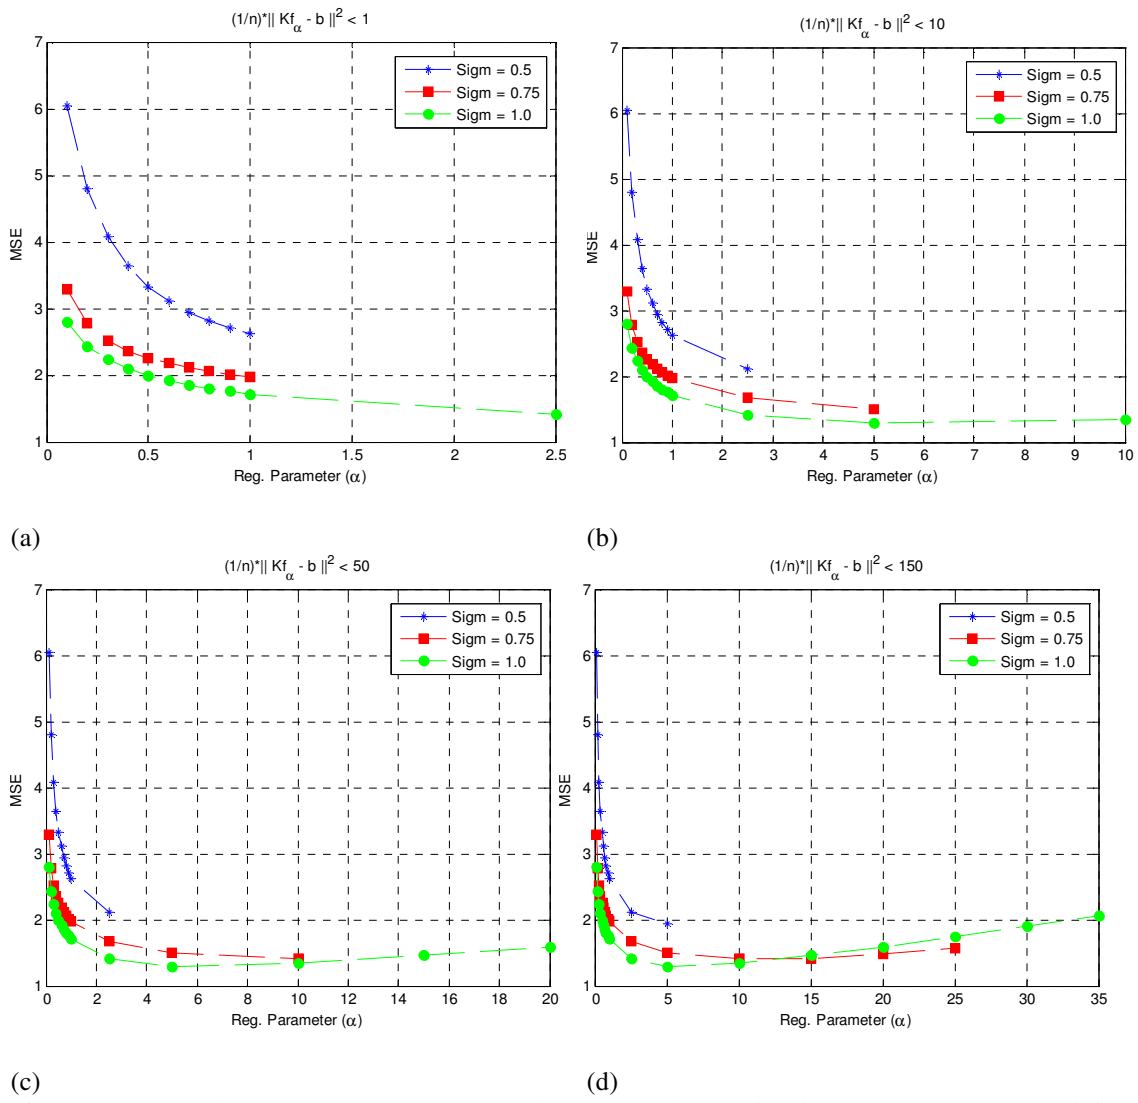 (1/n)*|| Kfα - b ||² < 1
7
6
5
4
3
2
1
MSE
Sigm = 0.5
Sigm = 0.75
Sigm = 1.0
0 0.5 1 1.5 2 2.5
Reg. Parameter (α)
(a)
(1/n)*|| Kfα - b ||² < 10
7
6
5
4
3
2
1
MSE
Sigm = 0.5
Sigm = 0.75
Sigm = 1.0
0 1 2 3 4 5 6 7 8 9 10
Reg. Parameter (α)
(b)
(1/n)*|| Kfα - b ||² < 50
7
6
5
4
3
2
1
MSE
Sigm = 0.5
Sigm = 0.75
Sigm = 1.0
0 2 4 6 8 10 12 14 16 18 20
Reg. Parameter (α)
(c)
(1/n)*|| Kfα - b ||² < 150
7
6
5
4
3
2
1
MSE
Sigm = 0.5
Sigm = 0.75
Sigm = 1.0
0 5 10 15 20 25 30 35
Reg. Parameter (α)
(d)